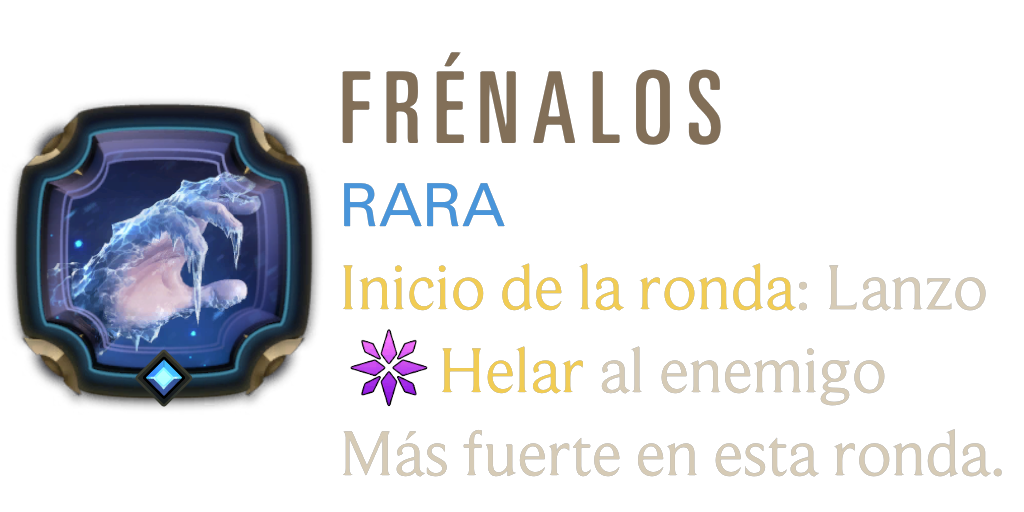 FRÉNALOS
RARA
Inicio de la ronda: Lanzo
Helar al enemigo
Más fuerte en esta ronda.